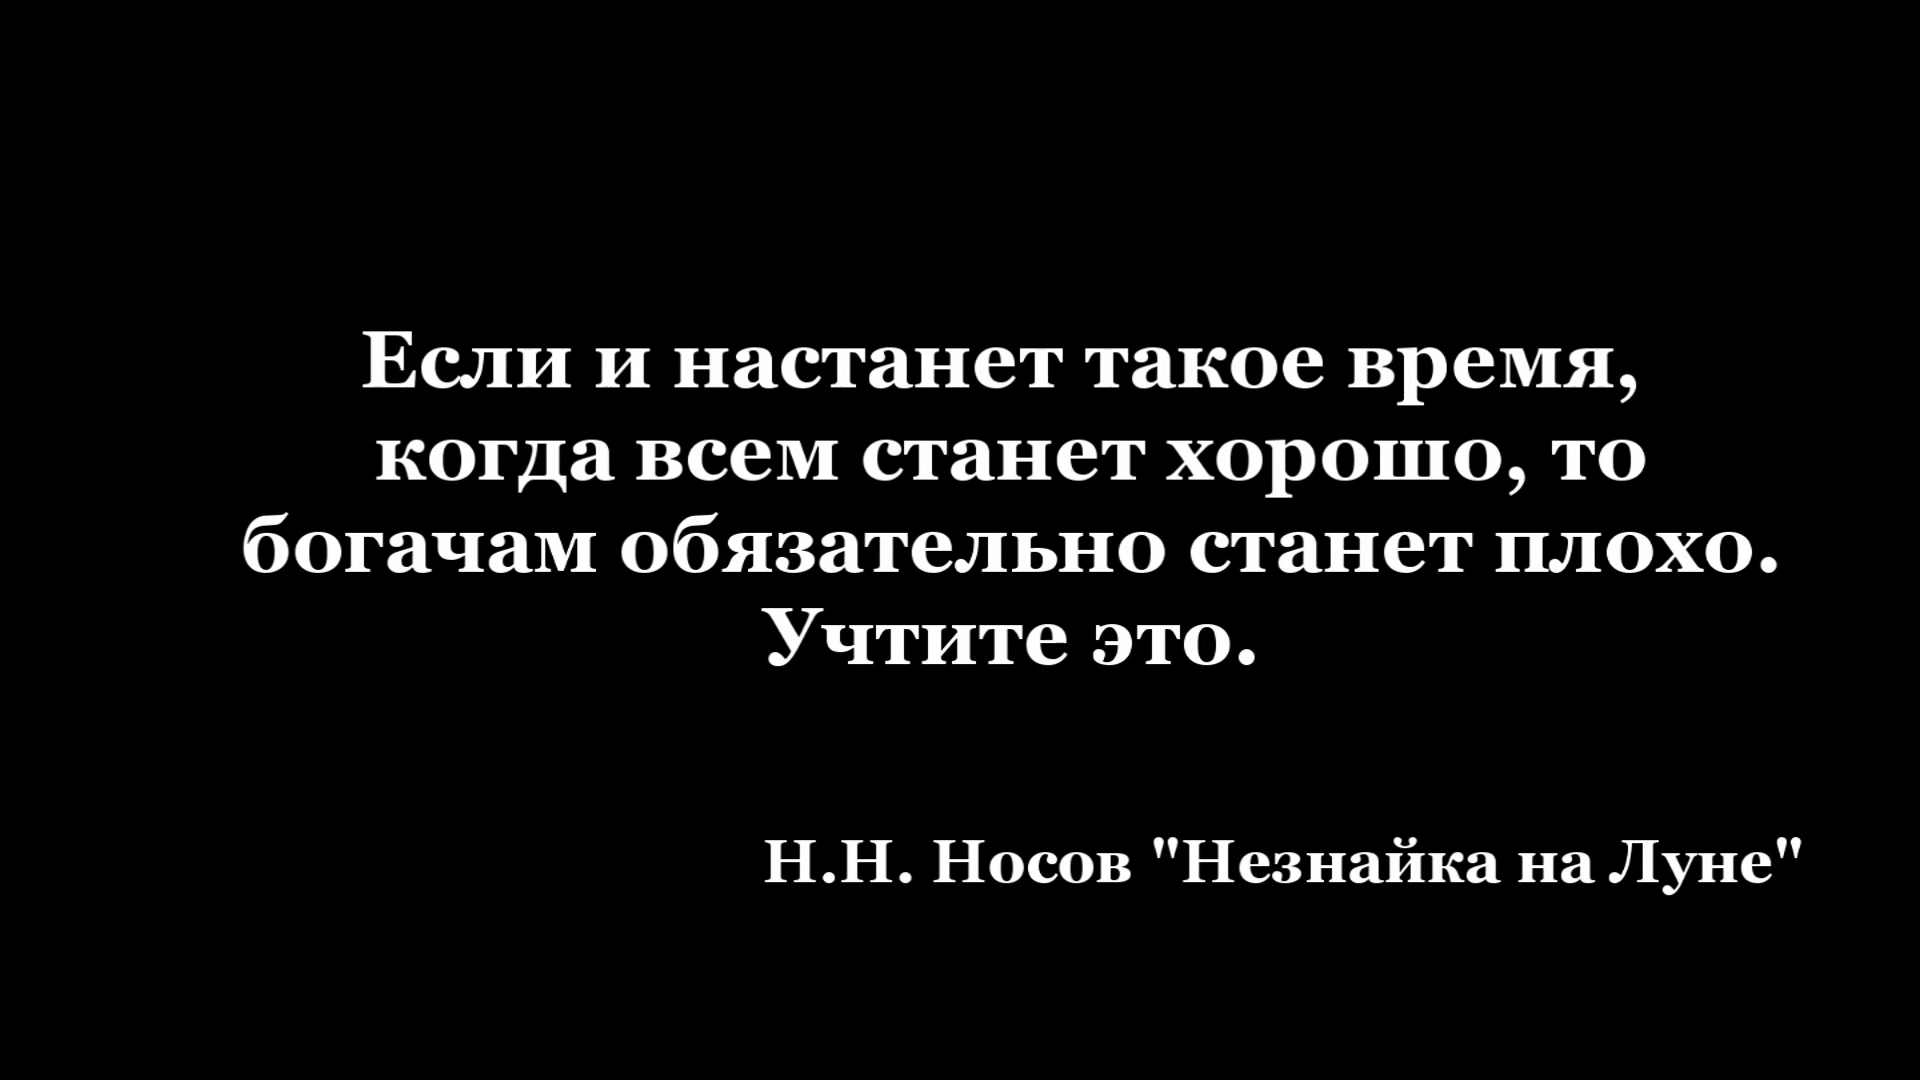 Если и настанет такое время,
когда всем станет хорошо, то
богачам обязательно станет плохо.
Учтите это.
Н.Н. Носов "Незнайка на Луне"